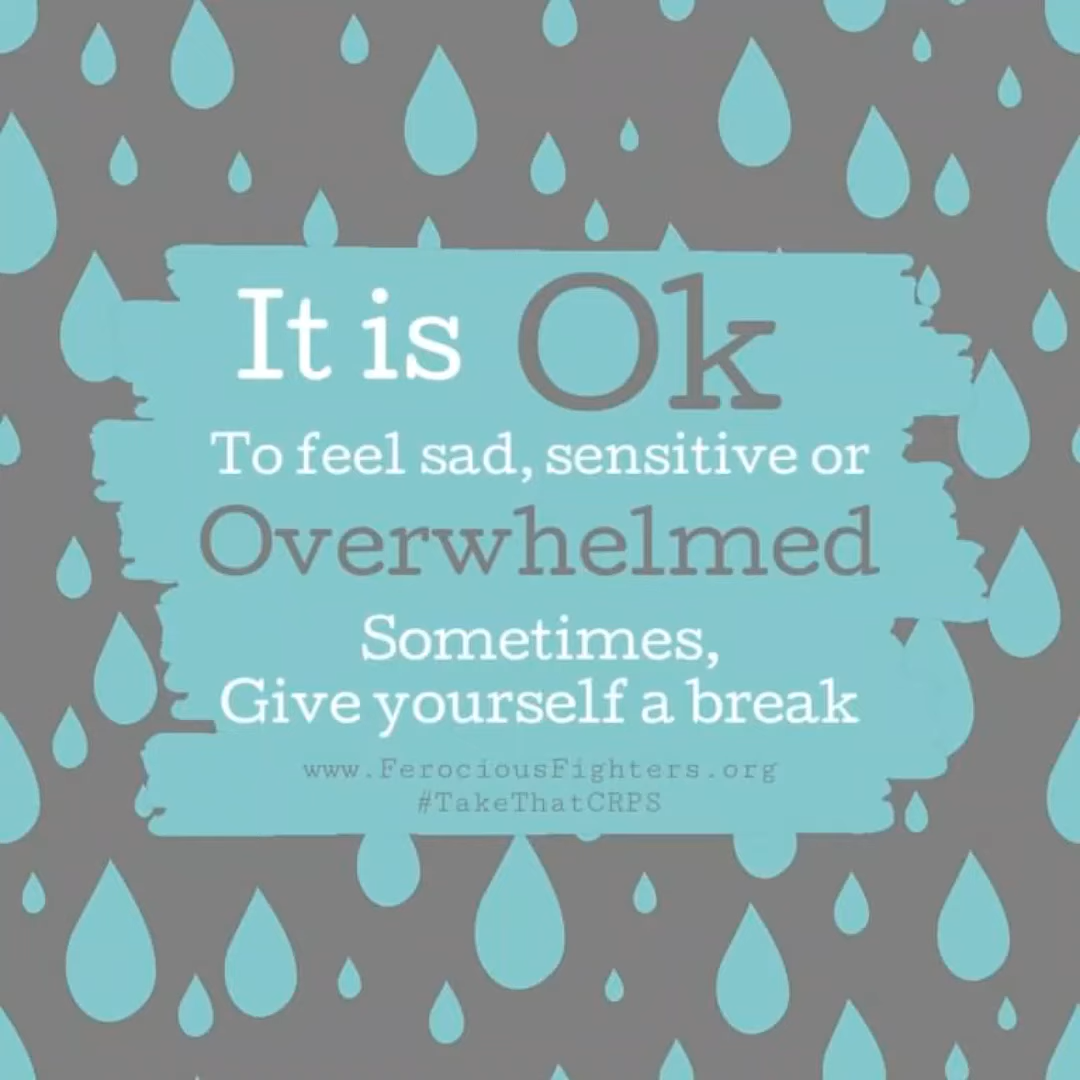 It is Ok
To feel sad, sensitive or
Overwhelmed
Sometimes,
Give yourself a break
www.FerociousFighters.org
#TakeThatCRPS